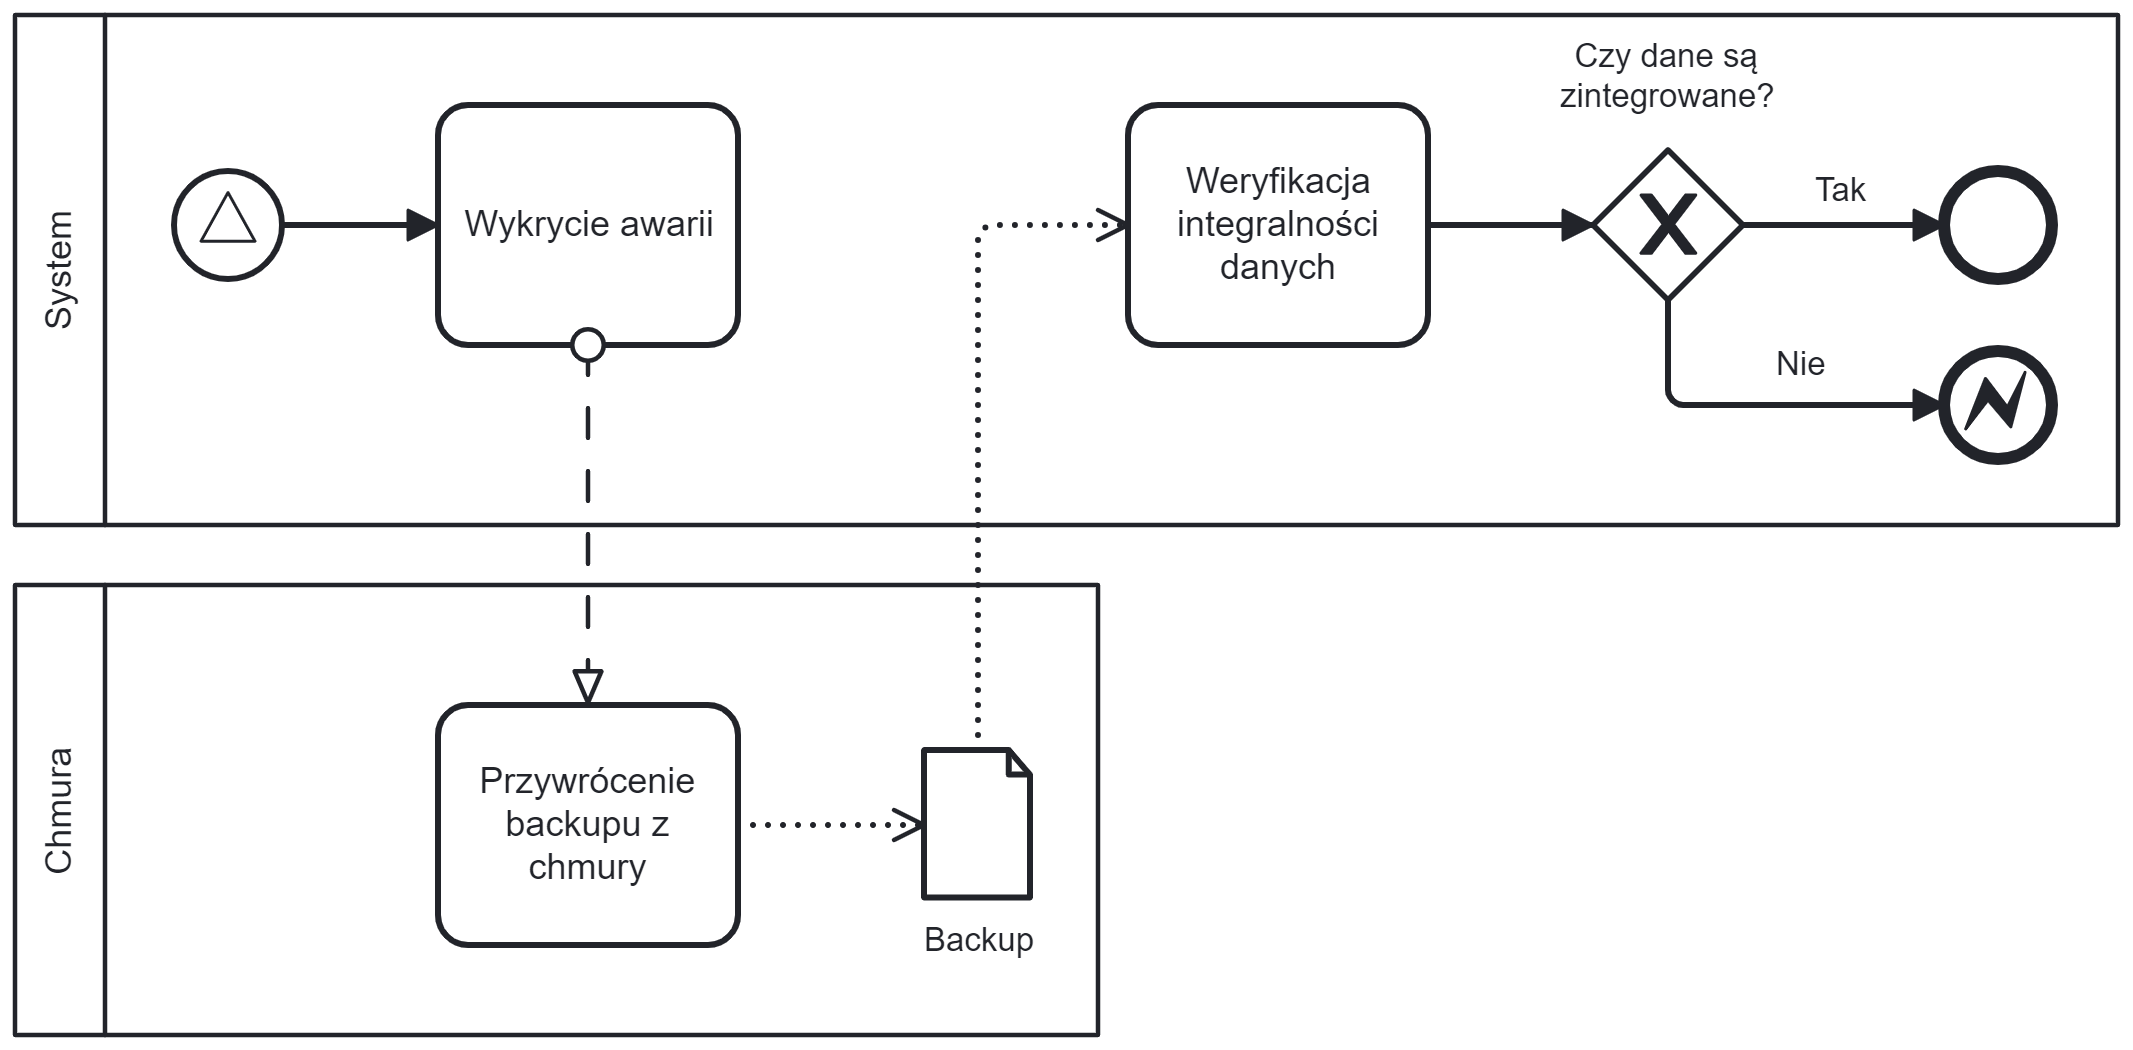 System
Wykrycie awarii
Weryfikacja
integralności
danych
Czy dane są
zintegrowane?
X
Tak
Nie
Chmura
Przywrócenie
backupu z
chmury
Backup